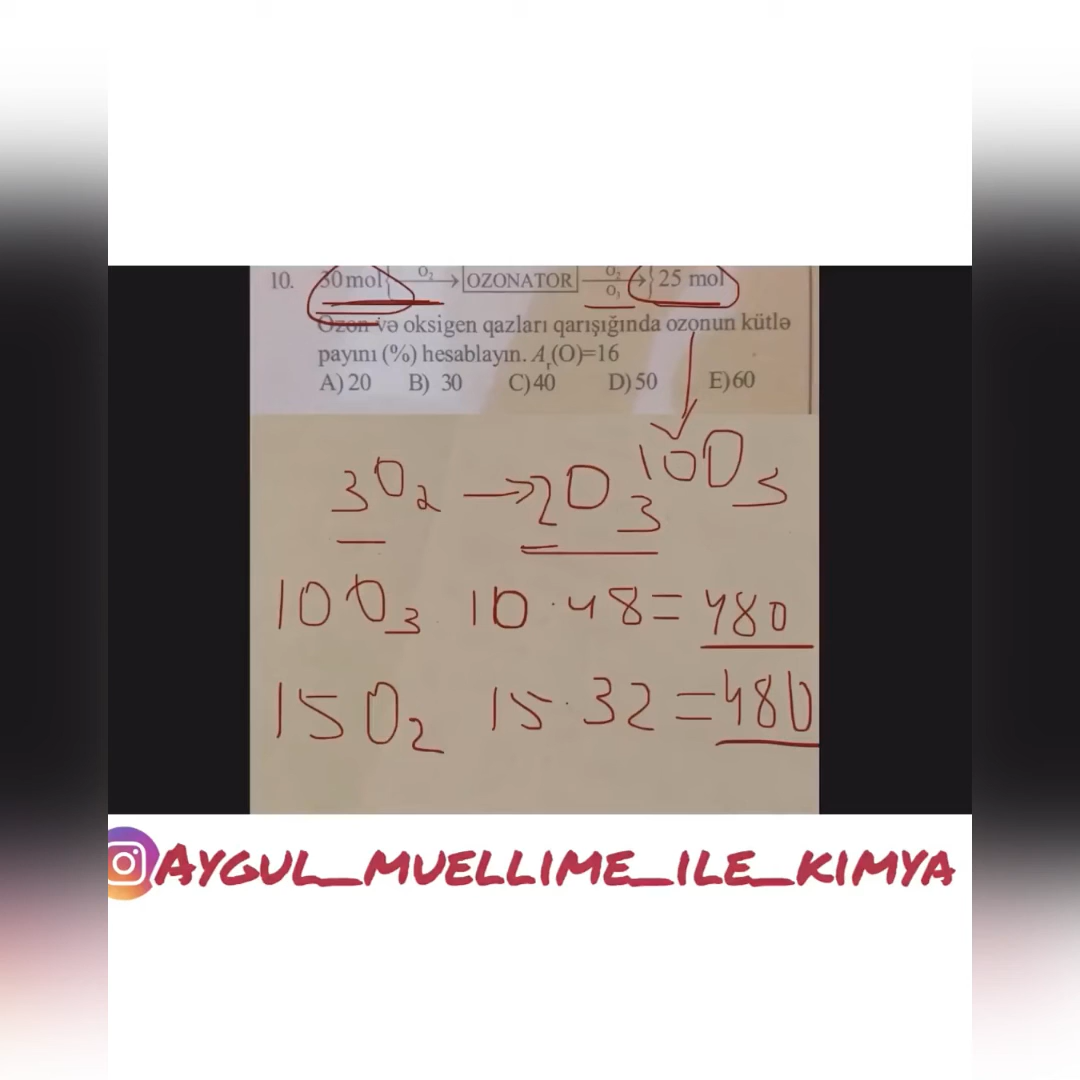 10. 30 mol{ O₂ → OZONATOR O₂ O₃ → }25 mol
Ozon və oksigen qazları qarışığında ozonun kütlə
payını (%) hesablayın. Aᵣ(O)=16
A) 20 B) 30 C) 40 D) 50 E) 60
10O₃
3O₂ → 2O₃
10O₃ 10·48=480
15O₂ 15·32=480
AYGUL_MUELLIME_ILE_KIMYA